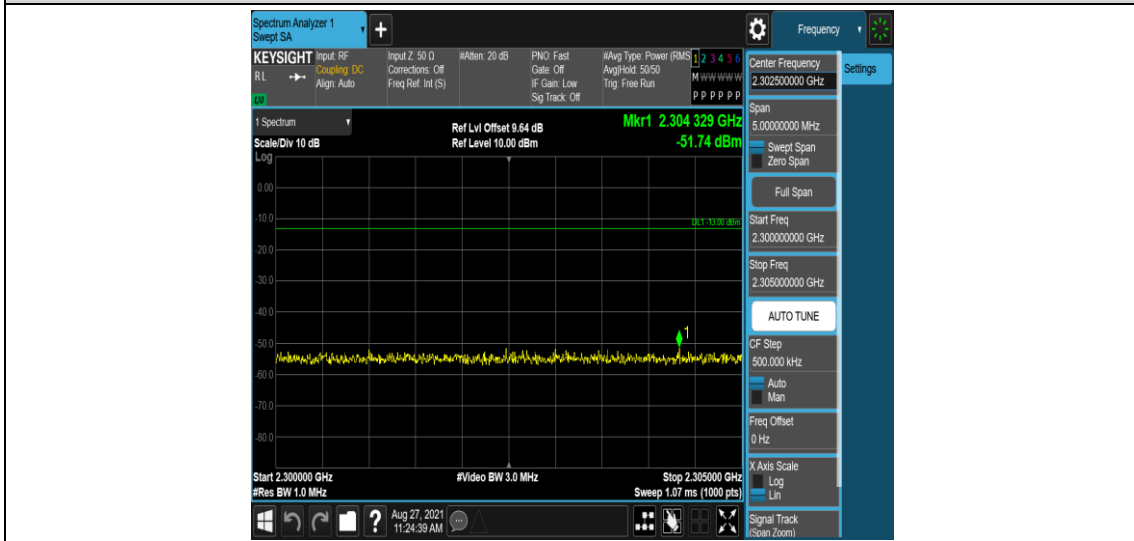 Spectrum Analyzer 1
Swept SA
+
Frequency
KEYSIGHT
RL
LXI
Input: RF
Coupling: DC
Align: Auto
Input Z: 50 Ω
Corrections: Off
Freq Ref: Int (S)
#Atten: 20 dB
PNO: Fast
Gate: Off
IF Gain: Low
Sig Track: Off
#Avg Type: Power (RMS
Avg|Hold: 50/50
Trig: Free Run
1 2 3 4 5 6
M W W W W W
P P P P P P
1 Spectrum
Scale/Div 10 dB
Ref Lvl Offset 9.64 dB
Ref Level 10.00 dBm
Mkr1 2.304 329 GHz
-51.74 dBm
Log
0.00
-10.0
DL1 -13.00 dBm
-20.0
-30.0
-40.0
1
-50.0
-60.0
-70.0
-80.0
Start 2.300000 GHz
#Video BW 3.0 MHz
Stop 2.305000 GHz
#Res BW 1.0 MHz
Sweep 1.07 ms (1000 pts)
?
Aug 27, 2021
11:24:39 AM
Center Frequency
2.302500000 GHz
Settings
Span
5.00000000 MHz
Swept Span
Zero Span
Full Span
Start Freq
2.300000000 GHz
Stop Freq
2.305000000 GHz
AUTO TUNE
CF Step
500.000 kHz
Auto
Man
Freq Offset
0 Hz
X Axis Scale
Log
Lin
Signal Track
(Span Zoom)